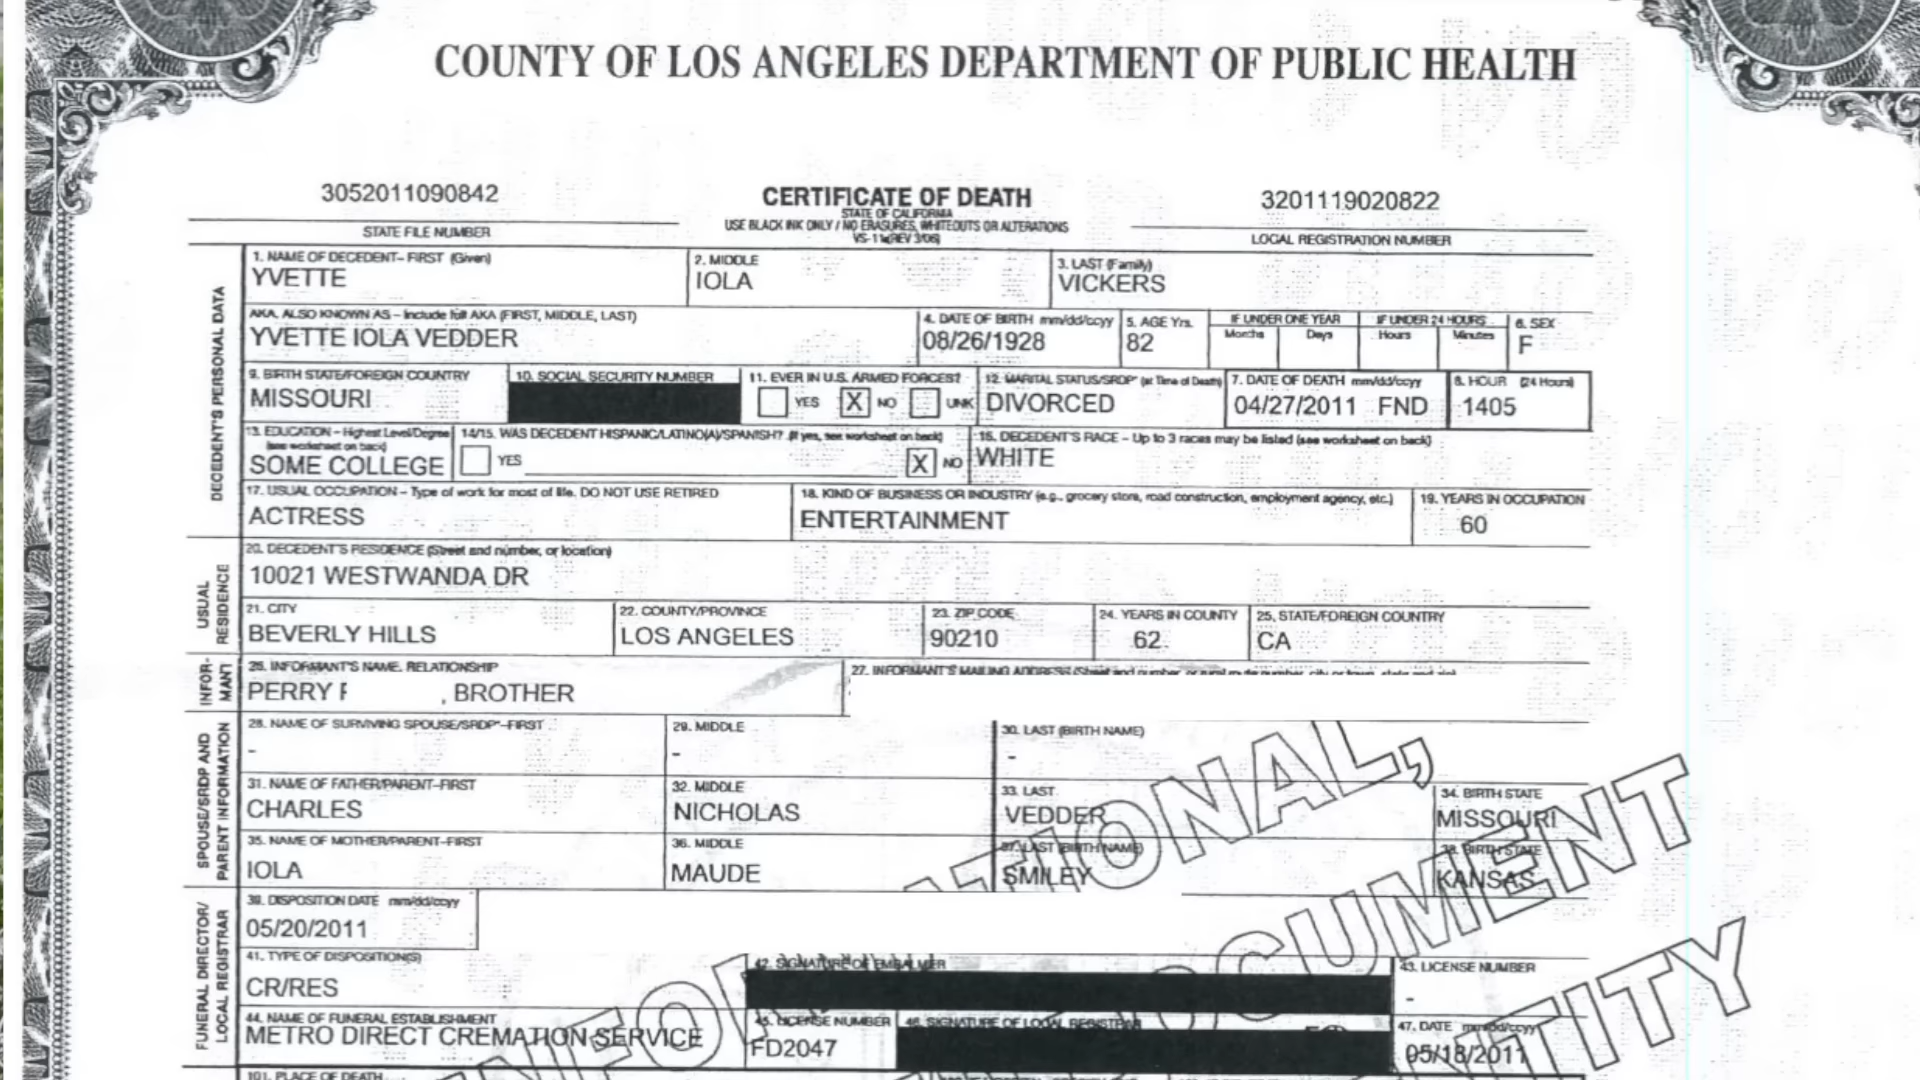 COUNTY OF LOS ANGELES DEPARTMENT OF PUBLIC HEALTH
3052011090842
STATE FILE NUMBER
CERTIFICATE OF DEATH
STATE OF CALIFORNIA
USE BLACK INK ONLY / NO ERASURES, WHITEOUTS OR ALTERATIONS
VS-11e(REV 3/06)
3201119020822
LOCAL REGISTRATION NUMBER
DECEDENT'S PERSONAL DATA
1. NAME OF DECEDENT- FIRST (Given)
YVETTE
2. MIDDLE
IOLA
3. LAST (Family)
VICKERS
AKA. ALSO KNOWN AS - Include full AKA (FIRST, MIDDLE, LAST)
YVETTE IOLA VEDDER
4. DATE OF BIRTH mm/dd/ccyy
08/26/1928
5. AGE Yrs.
82
IF UNDER ONE YEAR
Months Days
IF UNDER 24 HOURS
Hours Minutes
6. SEX
F
9. BIRTH STATE/FOREIGN COUNTRY
MISSOURI
10. SOCIAL SECURITY NUMBER
11. EVER IN U.S. ARMED FORCES?
YES X NO UNK
12. MARITAL STATUS/SRDP* (at Time of Death)
DIVORCED
7. DATE OF DEATH mm/dd/ccyy
04/27/2011 FND
8. HOUR (24 Hours)
1405
13. EDUCATION - Highest Level/Degree
(see worksheet on back)
SOME COLLEGE
14/15. WAS DECEDENT HISPANIC/LATINO(A)/SPANISH? (If yes, see worksheet on back)
YES X NO
16. DECEDENT'S RACE - Up to 3 races may be listed (see worksheet on back)
WHITE
17. USUAL OCCUPATION - Type of work for most of life. DO NOT USE RETIRED
ACTRESS
18. KIND OF BUSINESS OR INDUSTRY (e.g., grocery store, road construction, employment agency, etc.)
ENTERTAINMENT
19. YEARS IN OCCUPATION
60
USUAL RESIDENCE
20. DECEDENT'S RESIDENCE (Street and number, or location)
10021 WESTWANDA DR
21. CITY
BEVERLY HILLS
22. COUNTY/PROVINCE
LOS ANGELES
23. ZIP CODE
90210
24. YEARS IN COUNTY
62
25. STATE/FOREIGN COUNTRY
CA
INFOR-MANT
26. INFORMANT'S NAME, RELATIONSHIP
PERRY , BROTHER
27. INFORMANT'S MAILING ADDRESS (Street and number, or rural route number, city or town, state and zip)
SPOUSE/SRDP AND PARENT INFORMATION
28. NAME OF SURVIVING SPOUSE/SRDP*-FIRST
-
29. MIDDLE
-
30. LAST (BIRTH NAME)
-
31. NAME OF FATHER/PARENT-FIRST
CHARLES
32. MIDDLE
NICHOLAS
33. LAST
VEDDER
34. BIRTH STATE
MISSOURI
35. NAME OF MOTHER/PARENT-FIRST
IOLA
36. MIDDLE
MAUDE
37. LAST (BIRTH NAME)
SMILEY
38. BIRTH STATE
KANSAS
FUNERAL DIRECTOR/ LOCAL REGISTRAR
39. DISPOSITION DATE mm/dd/ccyy
05/20/2011
41. TYPE OF DISPOSITION(S)
CR/RES
42. SIGNATURE OF EMBALMER
43. LICENSE NUMBER
-
44. NAME OF FUNERAL ESTABLISHMENT
METRO DIRECT CREMATION SERVICE
45. LICENSE NUMBER
FD2047
46. SIGNATURE OF LOCAL REGISTRAR
47. DATE mm/dd/ccyy
05/18/2011
101. PLACE OF DEATH